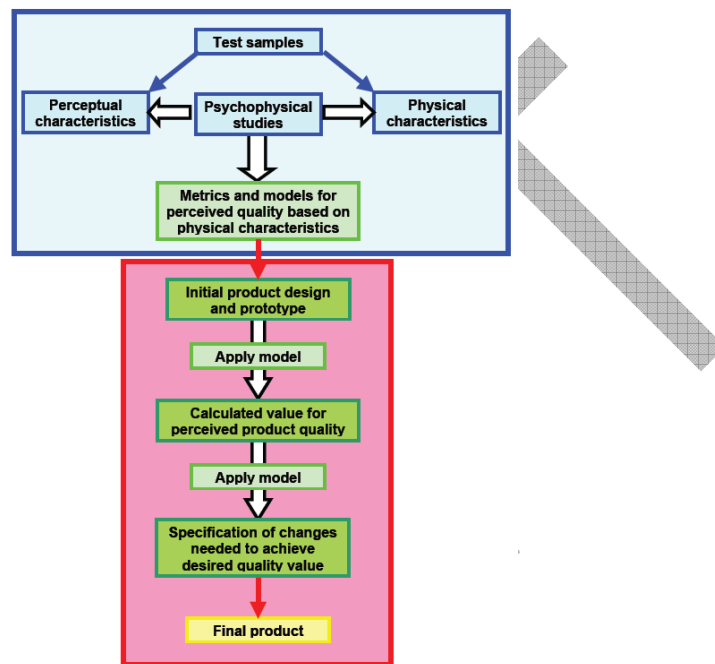 Test samples
Perceptual
characteristics
Psychophysical
studies
Physical
characteristics
Metrics and models for
perceived quality based on
physical characteristics
Initial product design
and prototype
Apply model
Calculated value for
perceived product quality
Apply model
Specification of changes
needed to achieve
desired quality value
Final product